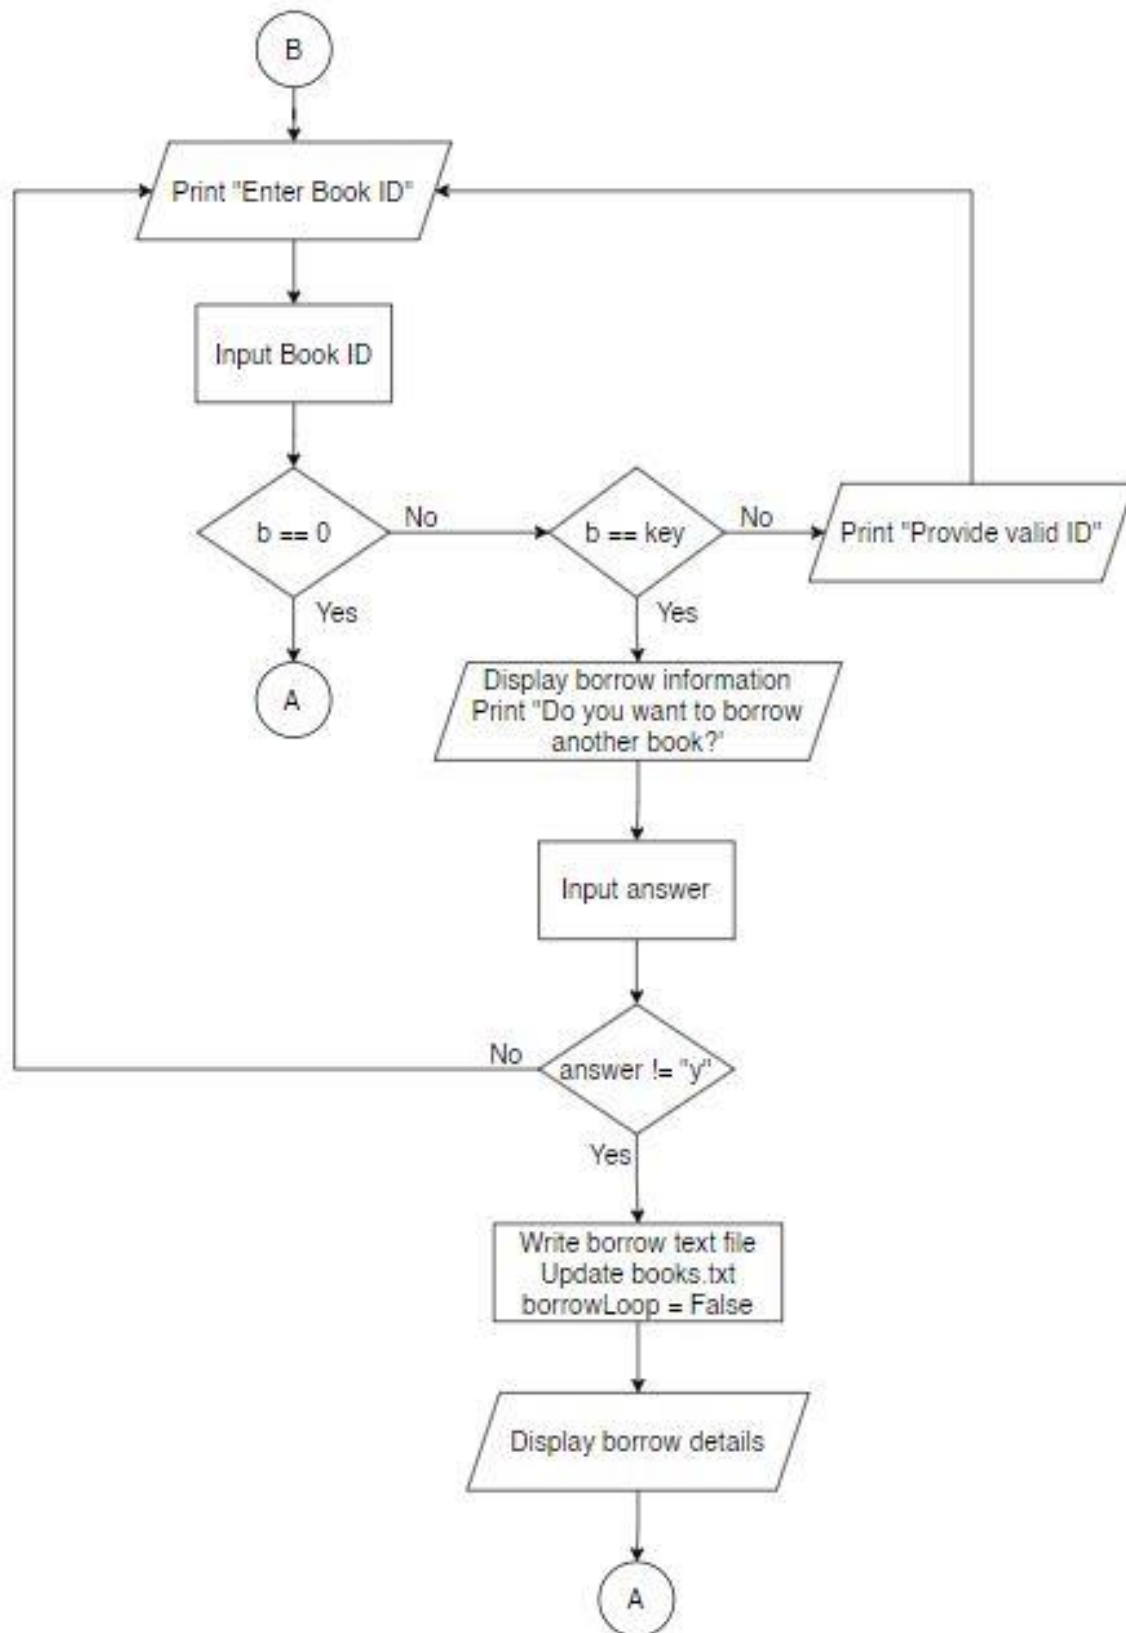 B
Print "Enter Book ID"
Input Book ID
b == 0
No
b == key
No
Print "Provide valid ID"
Yes
Yes
A
Display borrow information
Print "Do you want to borrow
another book?'
Input answer
No
answer != "y"
Yes
Write borrow text file
Update books.txt
borrowLoop = False
Display borrow details
A